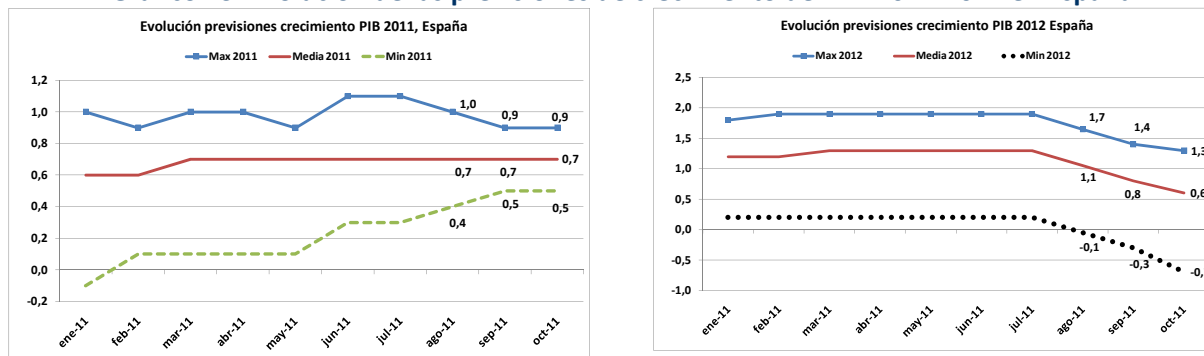 Evolución previsiones crecimiento PIB 2011, España
Max 2011 Media 2011 Min 2011
1,2
1,0
0,8
0,6
0,4
0,2
0,0
-0,2
1,0 0,9 0,9
0,7 0,7 0,7
0,4 0,5 0,5
ene-11 feb-11 mar-11 abr-11 may-11 jun-11 jul-11 ago-11 sep-11 oct-11
Evolución previsiones crecimiento PIB 2012 España
Max 2012 Media 2012 Min 2012
2,5
2,0
1,5
1,0
0,5
0,0
-0,5
-1,0
1,7 1,4 1,3
1,1 0,8 0,6
-0,1 -0,3
ene-11 feb-11 mar-11 abr-11 may-11 jun-11 jul-11 ago-11 sep-11 oct-11